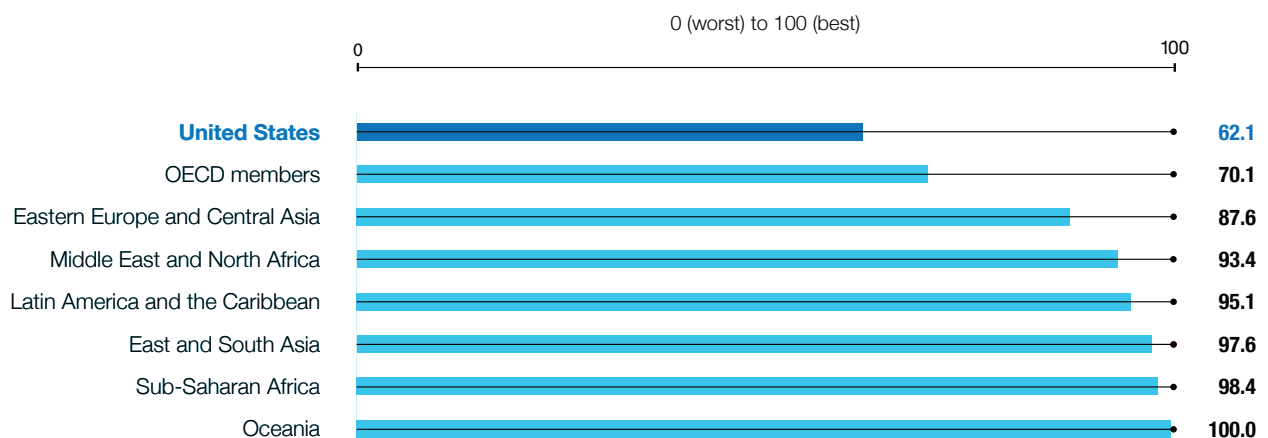 0 (worst) to 100 (best)
0 100
United States 62.1
OECD members 70.1
Eastern Europe and Central Asia 87.6
Middle East and North Africa 93.4
Latin America and the Caribbean 95.1
East and South Asia 97.6
Sub-Saharan Africa 98.4
Oceania 100.0